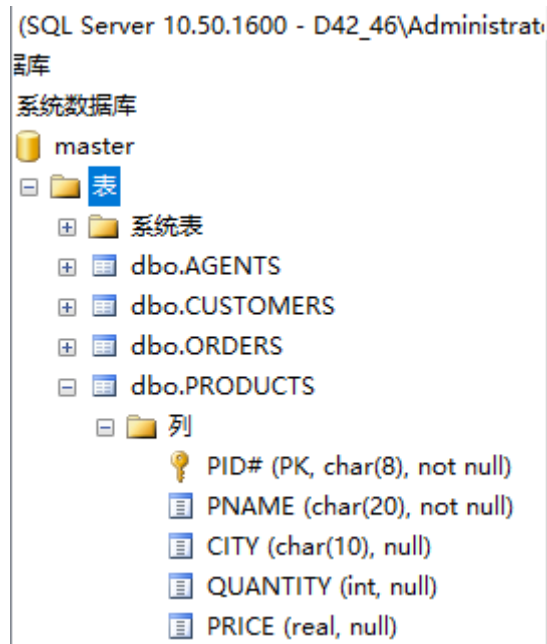 (SQL Server 10.50.1600 - D42_46\Administrat
居库
系统数据库
master
表
系统表
dbo.AGENTS
dbo.CUSTOMERS
dbo.ORDERS
dbo.PRODUCTS
列
PID# (PK, char(8), not null)
PNAME (char(20), not null)
CITY (char(10), null)
QUANTITY (int, null)
PRICE (real, null)